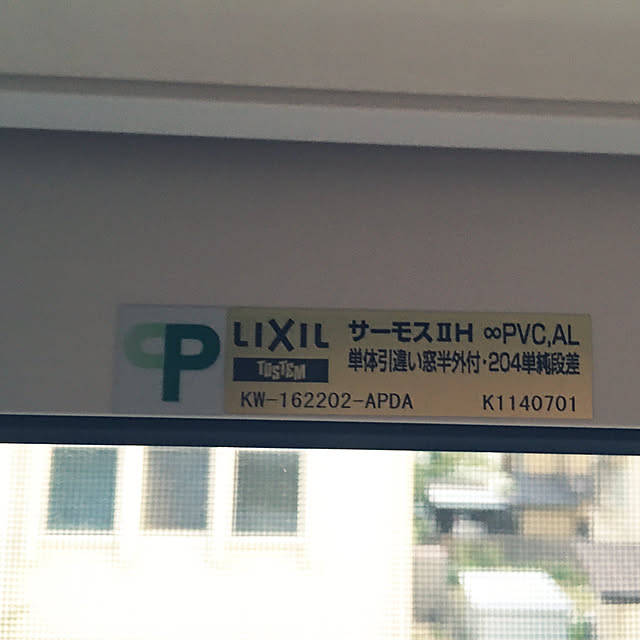 CP
LIXIL サーモスⅡH ∞PVC,AL
TOSTEM 単体引違い窓半外付・204単純段差
KW-162202-APDA K1140701